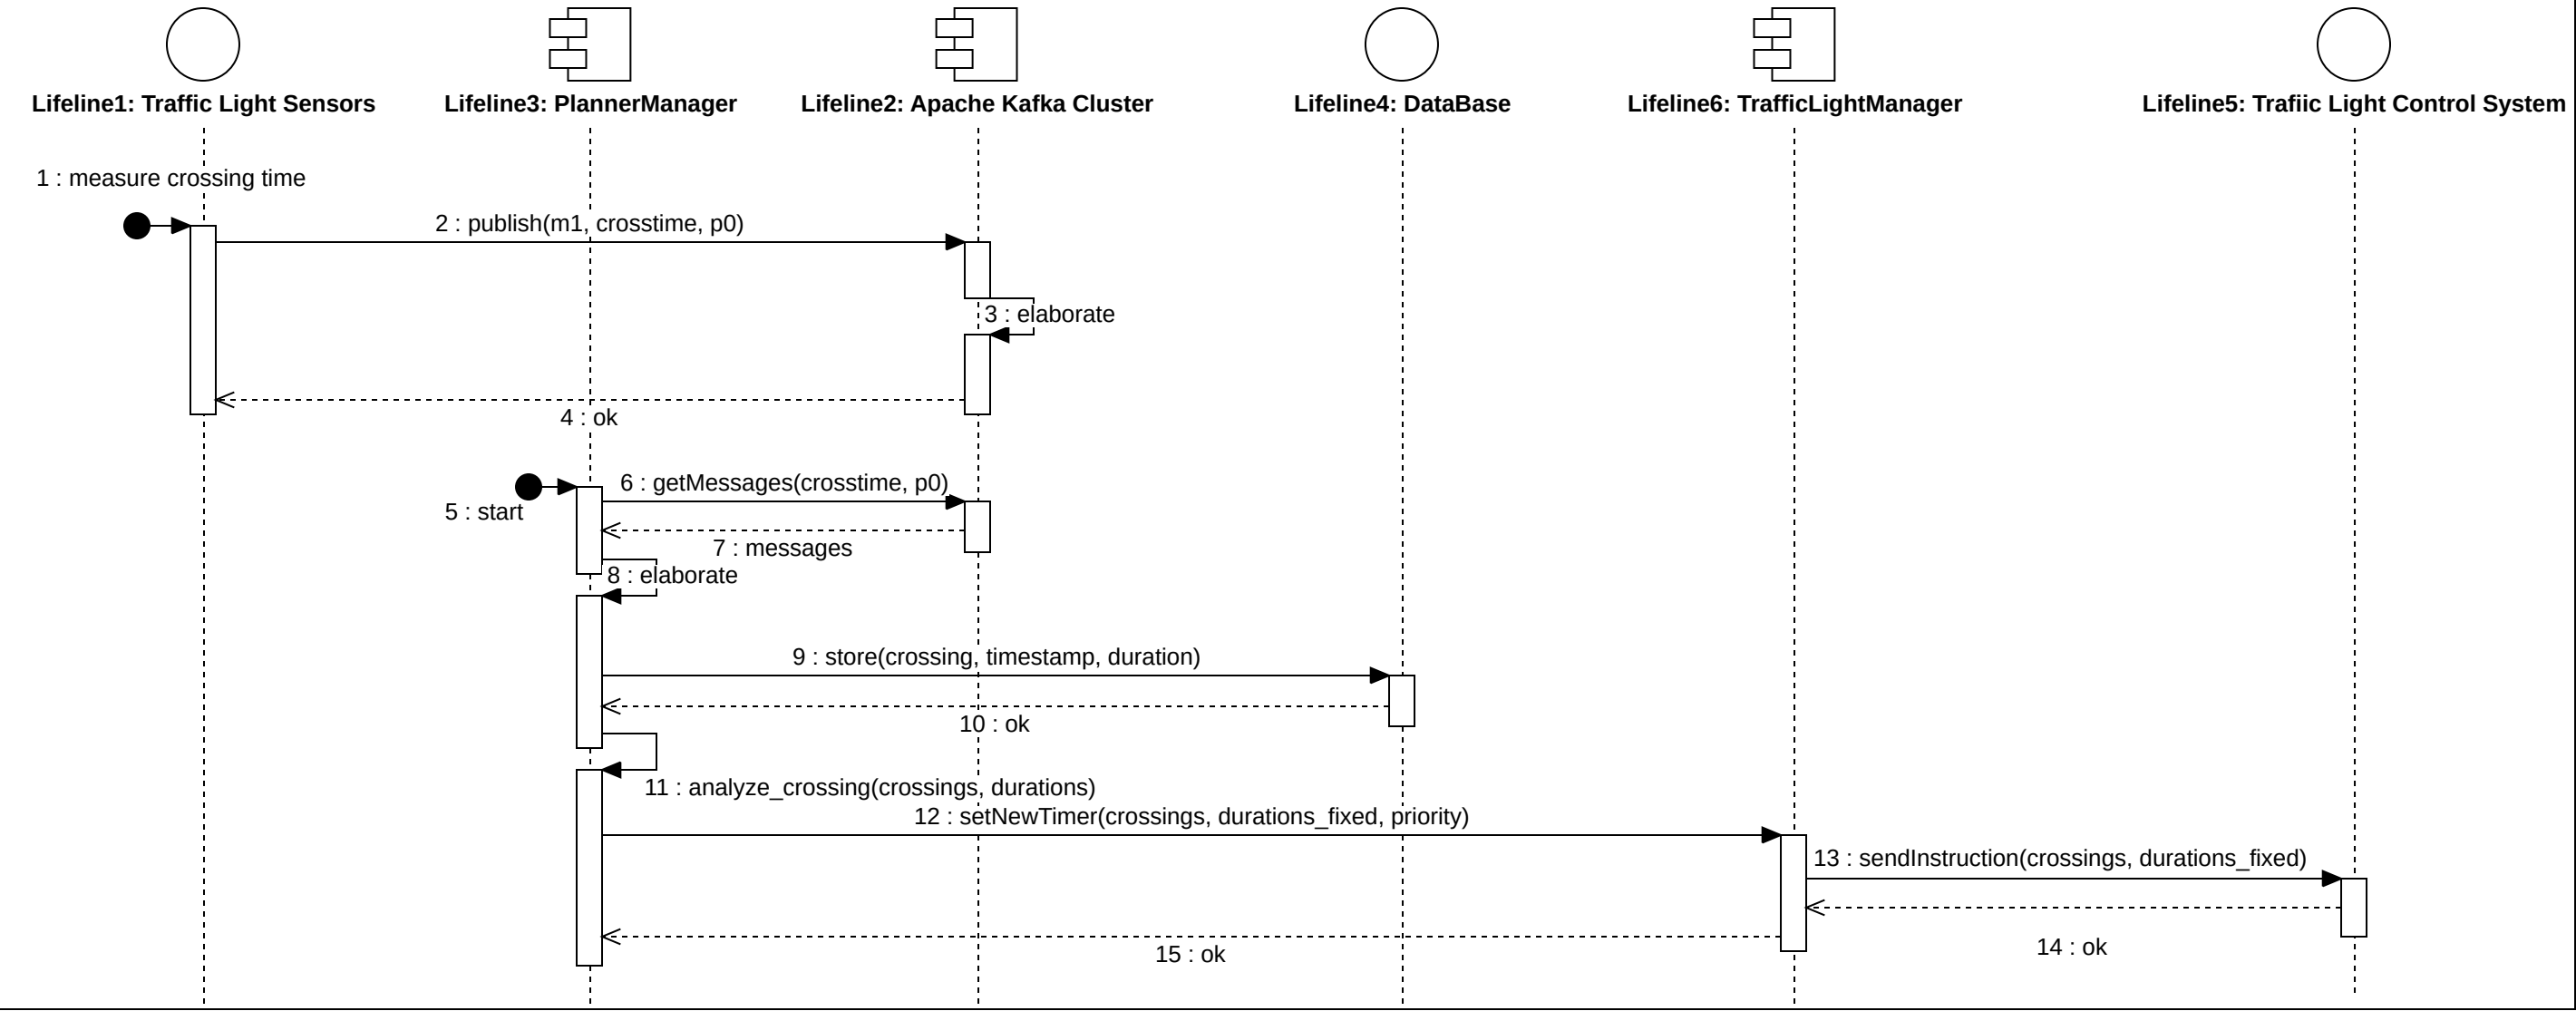 Lifeline1: Traffic Light Sensors
Lifeline3: PlannerManager
Lifeline2: Apache Kafka Cluster
Lifeline4: DataBase
Lifeline6: TrafficLightManager
Lifeline5: Trafiic Light Control System
1 : measure crossing time
2 : publish(m1, crosstime, p0)
3 : elaborate
4 : ok
5 : start
6 : getMessages(crosstime, p0)
7 : messages
8 : elaborate
9 : store(crossing, timestamp, duration)
10 : ok
11 : analyze_crossing(crossings, durations)
12 : setNewTimer(crossings, durations_fixed, priority)
13 : sendInstruction(crossings, durations_fixed)
14 : ok
15 : ok